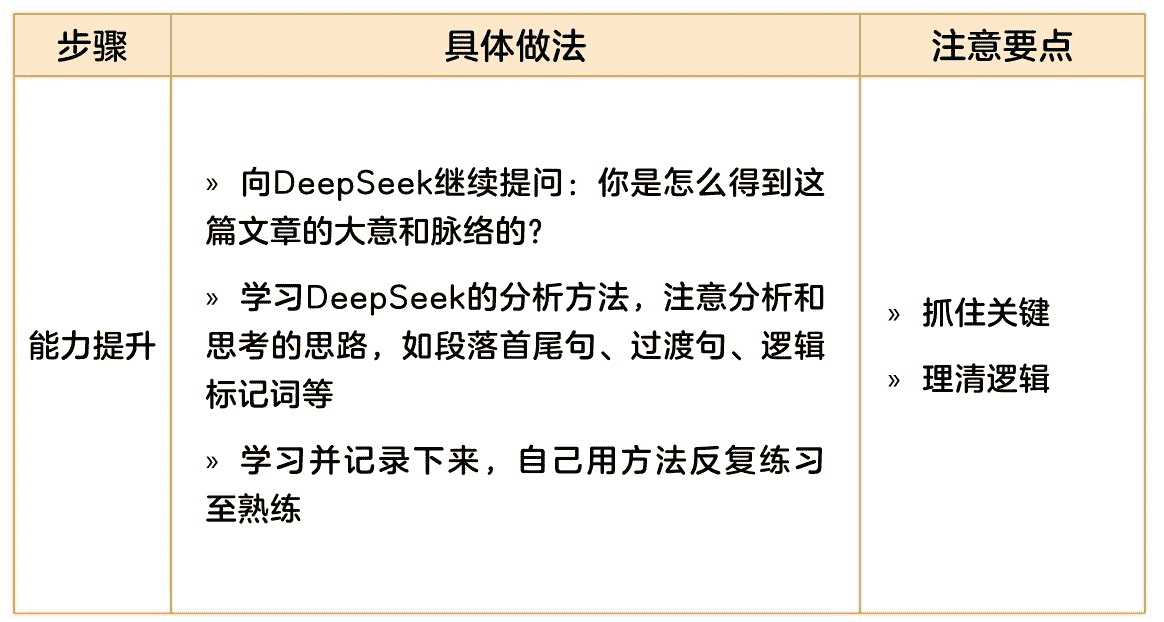 步骤 具体做法 注意要点
能力提升
» 向DeepSeek继续提问：你是怎么得到这
篇文章的大意和脉络的?
» 学习DeepSeek的分析方法，注意分析和
思考的思路，如段落首尾句、过渡句、逻辑
标记词等
» 学习并记录下来，自己用方法反复练习
至熟练
» 抓住关键
» 理清逻辑